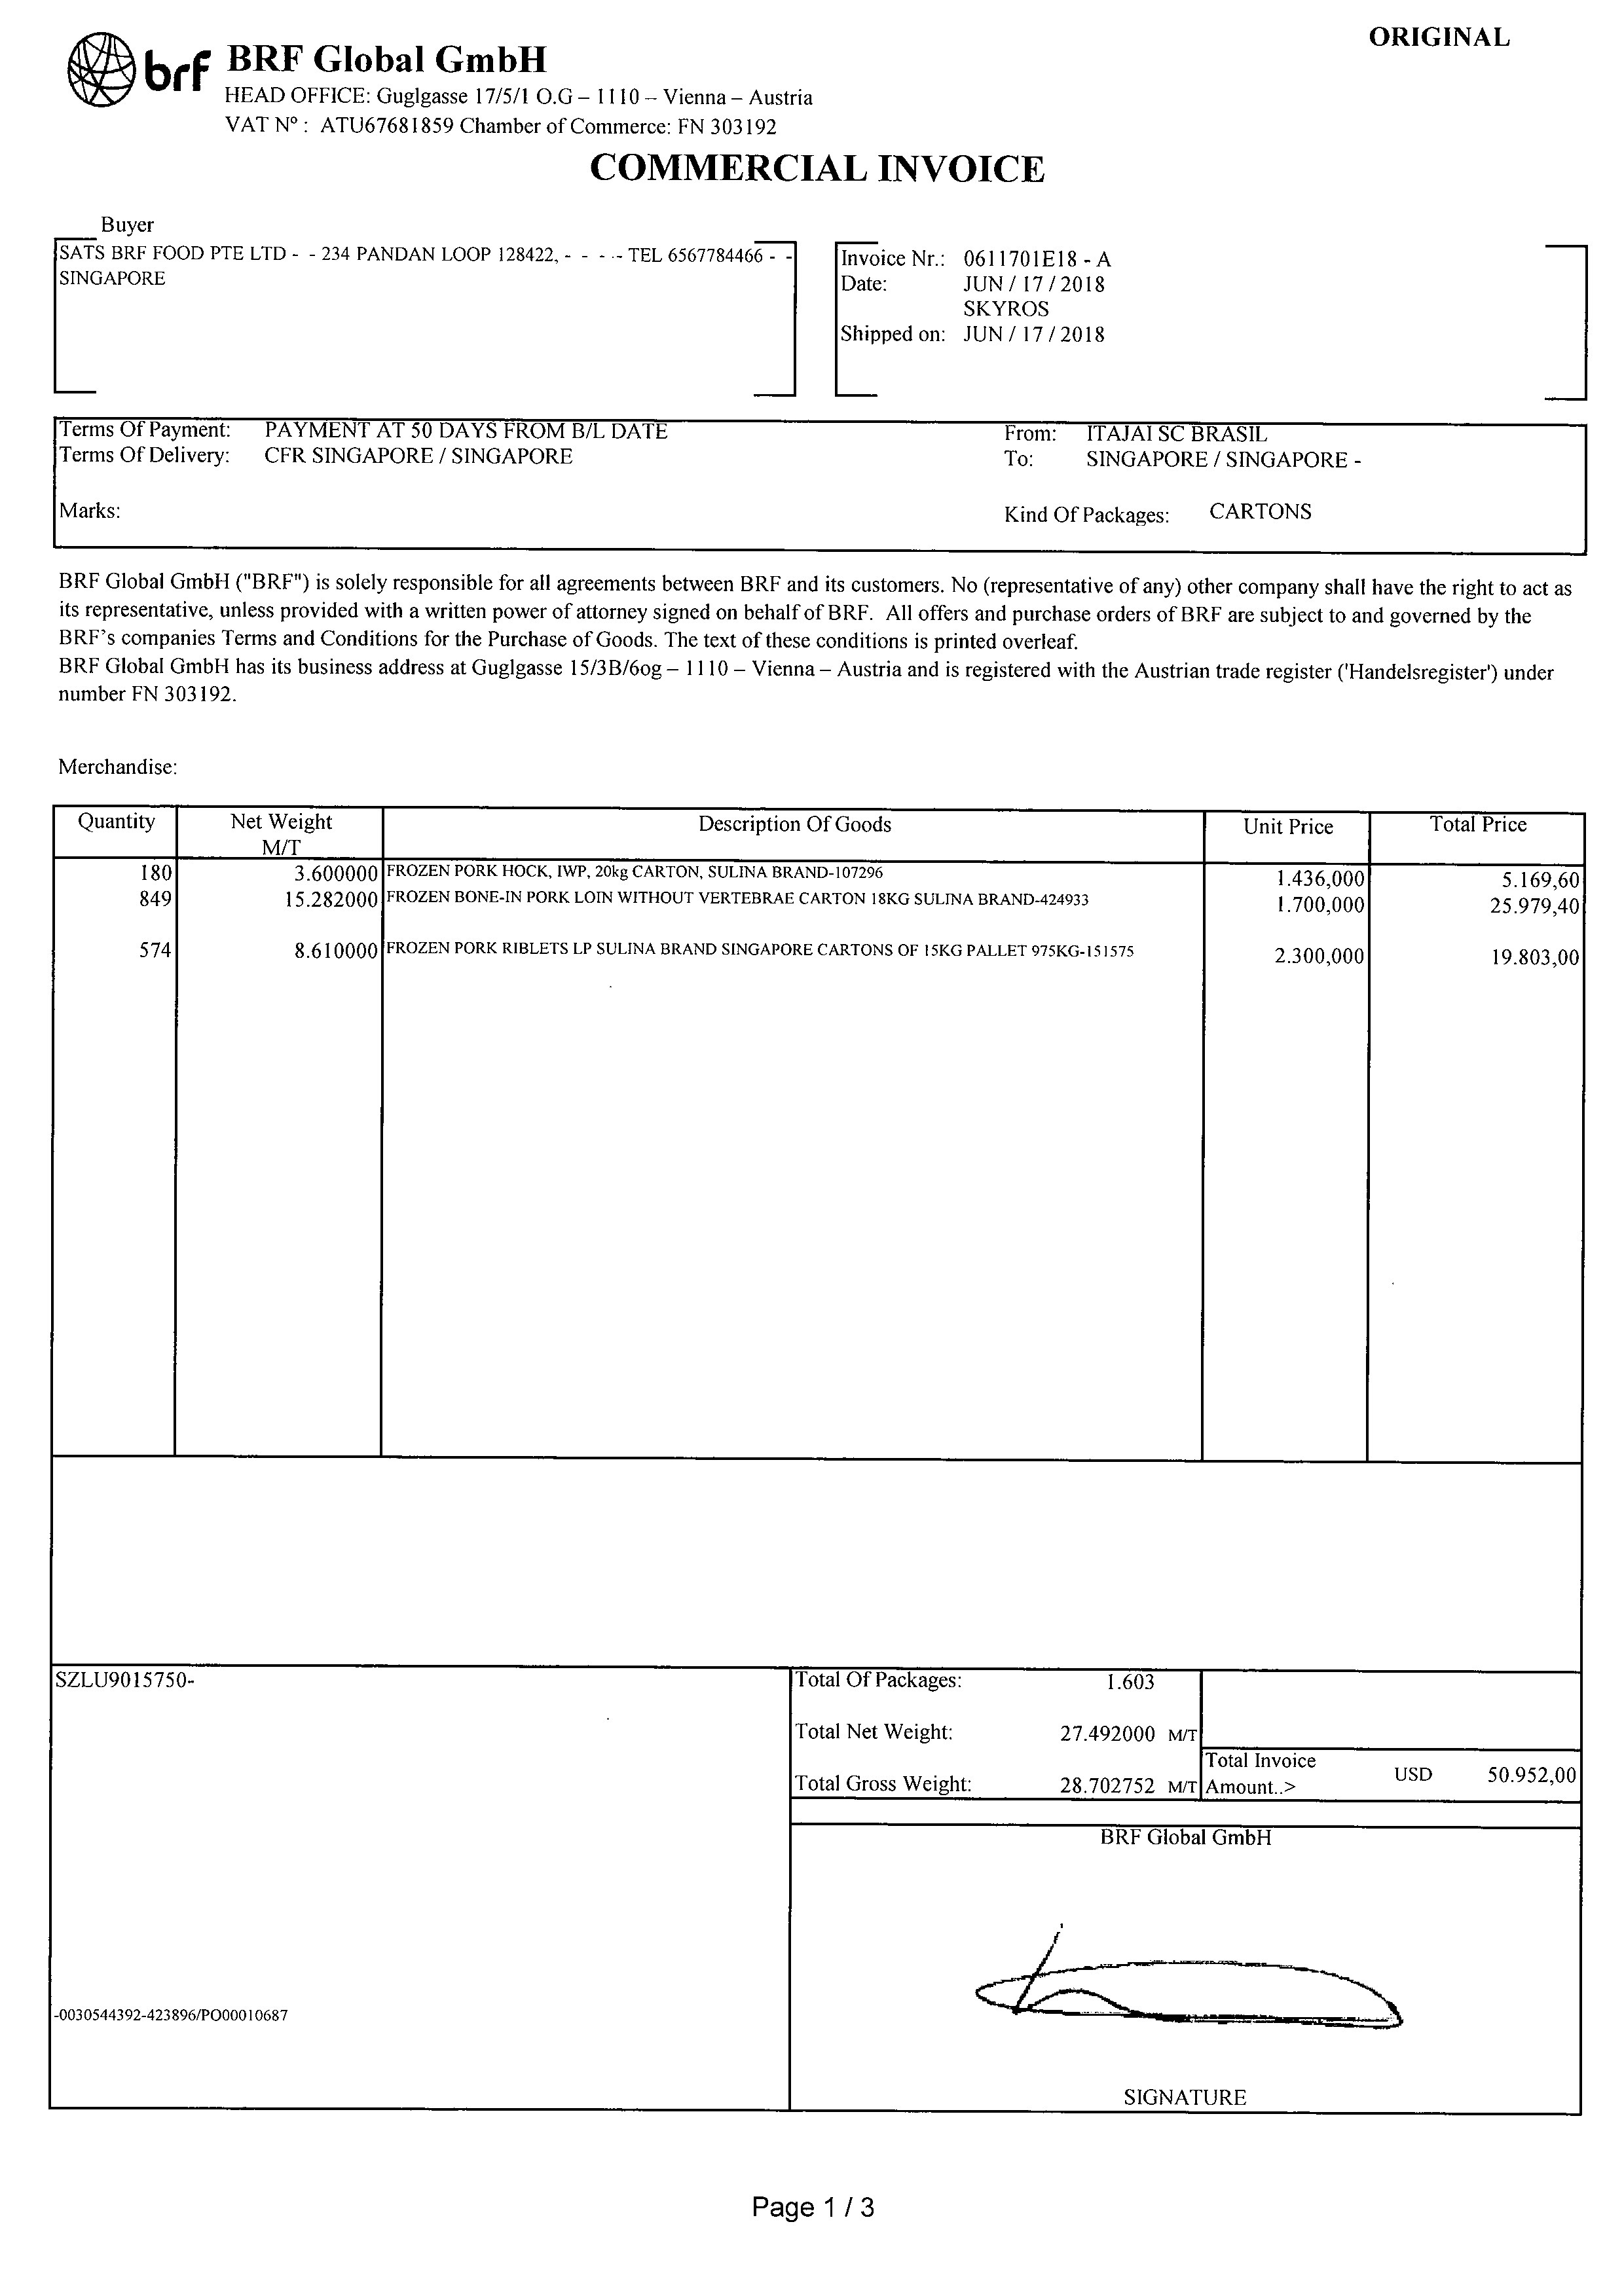 ORIGINAL
brf BRF Global GmbH
HEAD OFFICE: Guglgasse 17/5/1 O.G – 1110 – Vienna – Austria
VAT Nº : ATU67681859 Chamber of Commerce: FN 303192
COMMERCIAL INVOICE
Buyer
SATS BRF FOOD PTE LTD - - 234 PANDAN LOOP 128422, - - - - TEL 6567784466 - -
SINGAPORE
Invoice Nr.: 0611701E18 - A
Date: JUN / 17 / 2018
SKYROS
Shipped on: JUN / 17 / 2018
Terms Of Payment: PAYMENT AT 50 DAYS FROM B/L DATE
Terms Of Delivery: CFR SINGAPORE / SINGAPORE
Marks:
From: ITAJAI SC BRASIL
To: SINGAPORE / SINGAPORE -
Kind Of Packages: CARTONS
BRF Global GmbH ("BRF") is solely responsible for all agreements between BRF and its customers. No (representative of any) other company shall have the right to act as
its representative, unless provided with a written power of attorney signed on behalf of BRF. All offers and purchase orders of BRF are subject to and governed by the
BRF's companies Terms and Conditions for the Purchase of Goods. The text of these conditions is printed overleaf.
BRF Global GmbH has its business address at Guglgasse 15/3B/6og – 1110 – Vienna – Austria and is registered with the Austrian trade register ('Handelsregister') under
number FN 303192.
Merchandise:
Quantity Net Weight M/T Description Of Goods Unit Price Total Price
180 3.600000 FROZEN PORK HOCK, IWP, 20kg CARTON, SULINA BRAND-107296 1.436,000 5.169,60
849 15.282000 FROZEN BONE-IN PORK LOIN WITHOUT VERTEBRAE CARTON 18KG SULINA BRAND-424933 1.700,000 25.979,40
574 8.610000 FROZEN PORK RIBLETS LP SULINA BRAND SINGAPORE CARTONS OF 15KG PALLET 975KG-151575 2.300,000 19.803,00
SZLU9015750-
Total Of Packages: 1.603
Total Net Weight: 27.492000 M/T
Total Gross Weight: 28.702752 M/T
Total Invoice
Amount..> USD 50.952,00
BRF Global GmbH
-0030544392-423896/PO00010687
SIGNATURE
Page 1 / 3